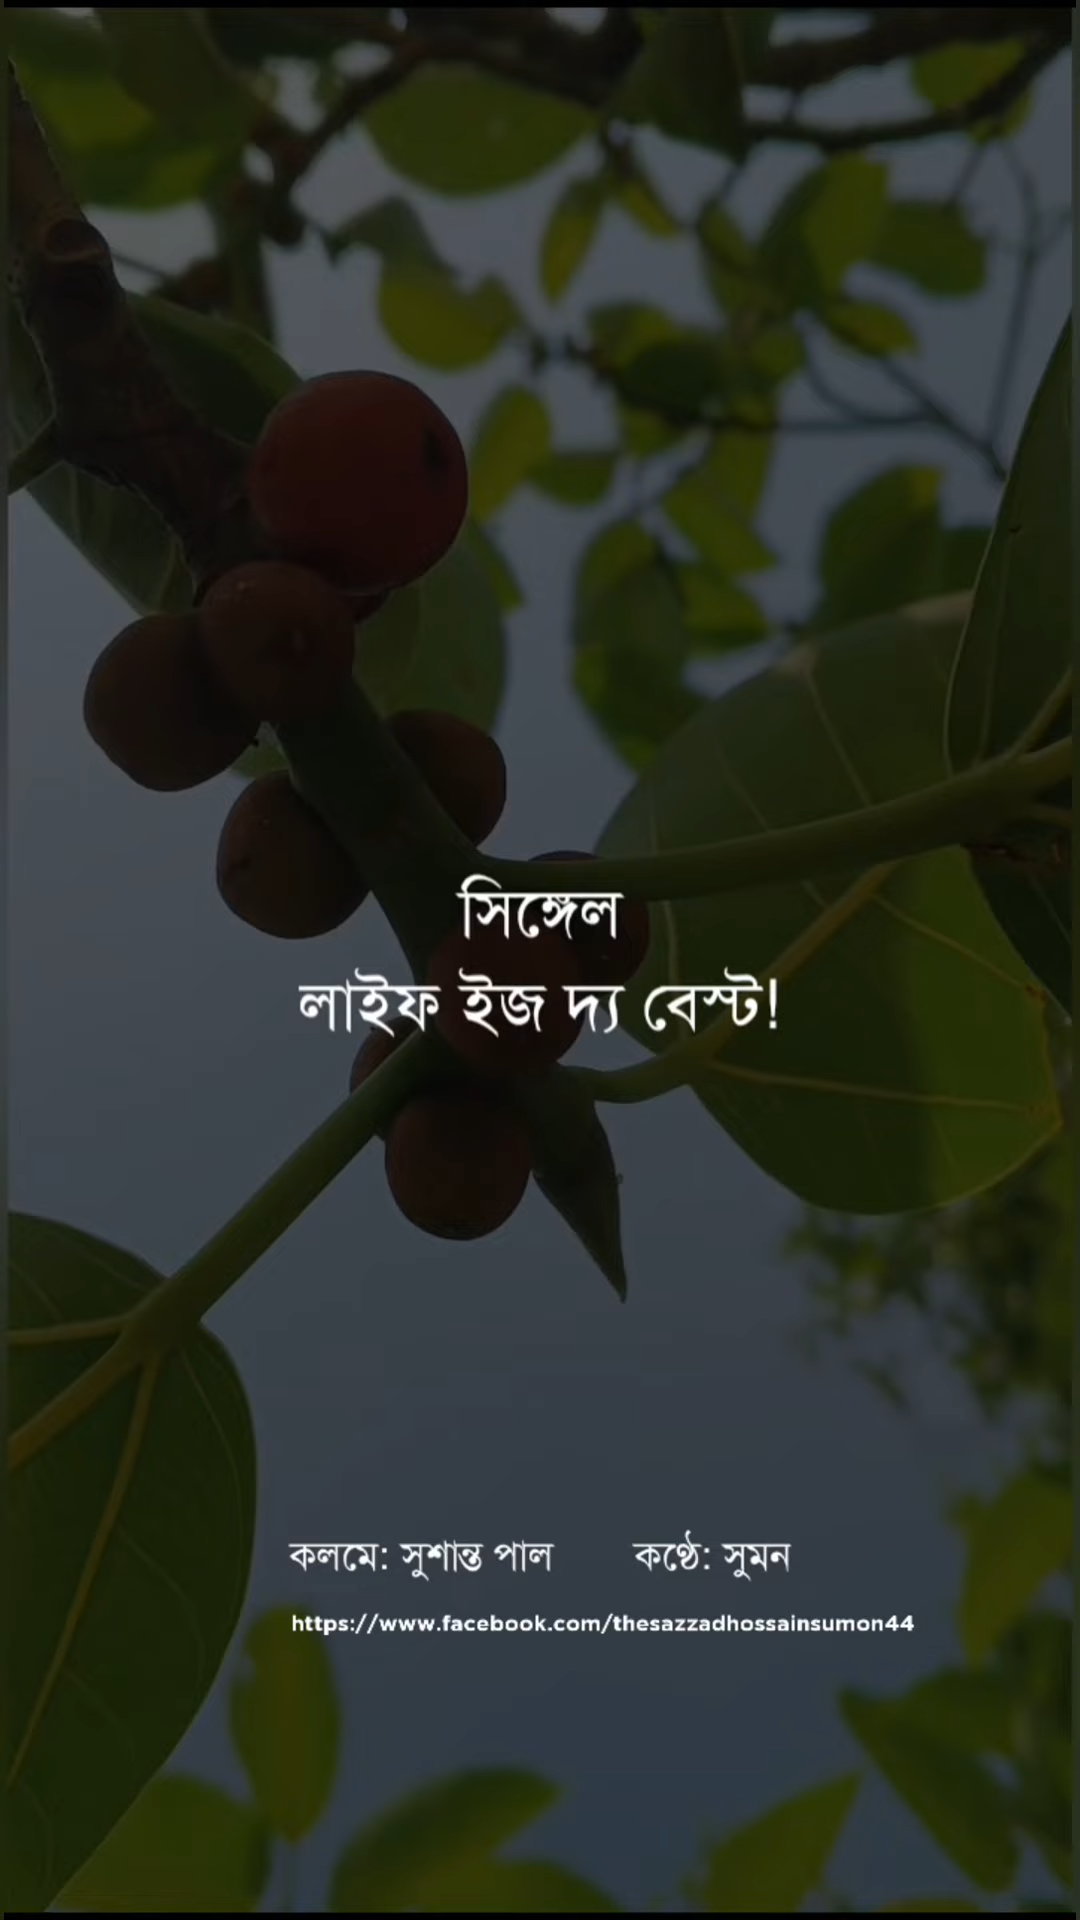 সিঙ্গেল
লাইফ ইজ দ্য বেস্ট!
কলমে: সুশান্ত পাল কণ্ঠে: সুমন
https://www.facebook.com/thesazzadhossainsumon44